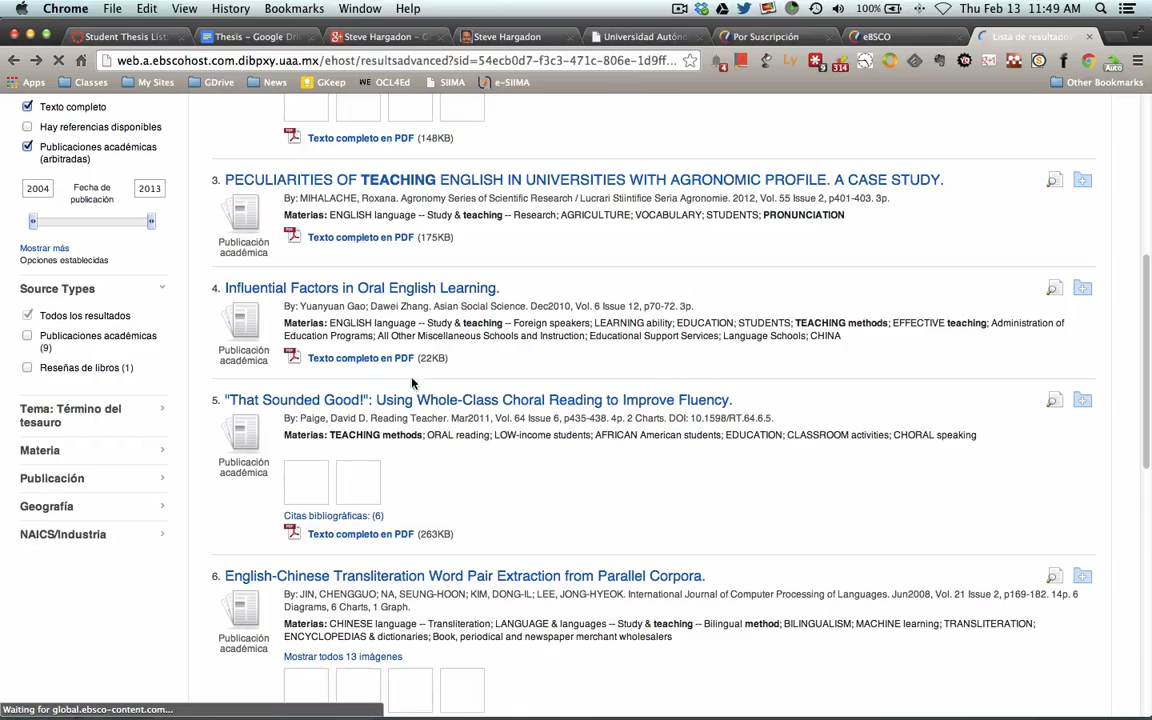 Chrome File Edit View History Bookmarks Window Help 100% Thu Feb 13 11:49 AM
Student Thesis List Thesis – Google Dri Steve Hargadon - G Steve Hargadon Universidad Autónc Por Suscripción eBSCO Lista de resultados
web.a.ebscohost.com.dibpxy.uaa.mx/ehost/resultsadvanced?sid=54ecb0d7-f3c3-471c-806e-1d9ff...
Apps Classes My Sites GDrive News GKeep WE OCL4Ed SIIMA e-SIIMA Other Bookmarks
Texto completo
Hay referencias disponibles
Publicaciones académicas
(arbitradas)
2004 Fecha de publicación 2013
Mostrar más
Opciones establecidas
Source Types
Todos los resultados
Publicaciones académicas
(9)
Reseñas de libros (1)
Tema: Término del
tesauro
Materia
Publicación
Geografía
NAICS/Industria
Texto completo en PDF (148KB)
3. PECULIARITIES OF TEACHING ENGLISH IN UNIVERSITIES WITH AGRONOMIC PROFILE. A CASE STUDY.
By: MIHALACHE, Roxana. Agronomy Series of Scientific Research / Lucrari Stiintifice Seria Agronomie. 2012, Vol. 55 Issue 2, p401-403. 3p.
Materias: ENGLISH language -- Study & teaching -- Research; AGRICULTURE; VOCABULARY; STUDENTS; PRONUNCIATION
Publicación
académica
Texto completo en PDF (175KB)
4. Influential Factors in Oral English Learning.
By: Yuanyuan Gao; Dawei Zhang. Asian Social Science. Dec2010, Vol. 6 Issue 12, p70-72. 3p.
Materias: ENGLISH language -- Study & teaching -- Foreign speakers; LEARNING ability; EDUCATION; STUDENTS; TEACHING methods; EFFECTIVE teaching; Administration of
Education Programs; All Other Miscellaneous Schools and Instruction; Educational Support Services; Language Schools; CHINA
Publicación
académica
Texto completo en PDF (22KB)
5. "That Sounded Good!": Using Whole-Class Choral Reading to Improve Fluency.
By: Paige, David D. Reading Teacher. Mar2011, Vol. 64 Issue 6, p435-438. 4p. 2 Charts. DOI: 10.1598/RT.64.6.5.
Materias: TEACHING methods; ORAL reading; LOW-income students; AFRICAN American students; EDUCATION; CLASSROOM activities; CHORAL speaking
Publicación
académica
Citas bibliográficas: (6)
Texto completo en PDF (263KB)
6. English-Chinese Transliteration Word Pair Extraction from Parallel Corpora.
By: JIN, CHENGGUO; NA, SEUNG-HOON; KIM, DONG-IL; LEE, JONG-HYEOK. International Journal of Computer Processing of Languages. Jun2008, Vol. 21 Issue 2, p169-182. 14p. 6
Diagrams, 6 Charts, 1 Graph.
Materias: CHINESE language -- Transliteration; LANGUAGE & languages -- Study & teaching -- Bilingual method; BILINGUALISM; MACHINE learning; TRANSLITERATION;
ENCYCLOPEDIAS & dictionaries; Book, periodical and newspaper merchant wholesalers
Publicación
académica
Mostrar todos 13 imágenes
Waiting for global.ebsco-content.com...